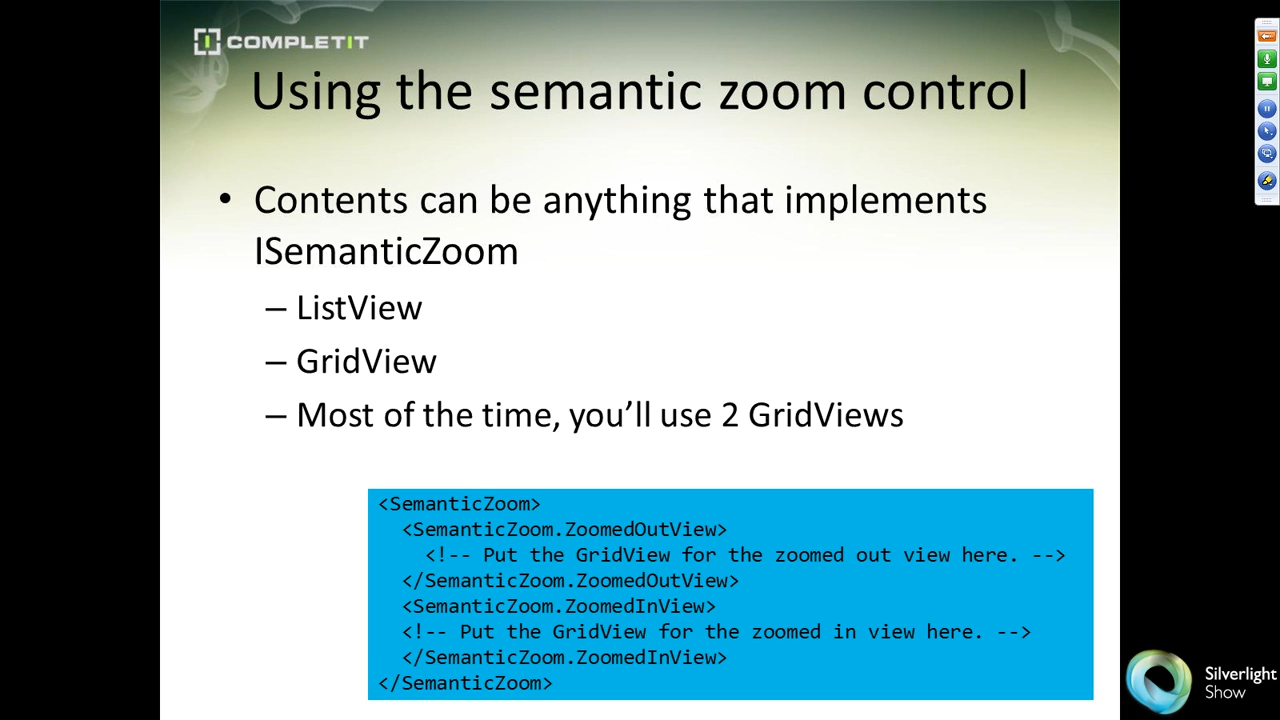 COMPLETIT
Using the semantic zoom control
• Contents can be anything that implements
ISemanticZoom
– ListView
– GridView
– Most of the time, you’ll use 2 GridViews
<SemanticZoom>
<SemanticZoom.ZoomedOutView>
<!-- Put the GridView for the zoomed out view here. -->
</SemanticZoom.ZoomedOutView>
<SemanticZoom.ZoomedInView>
<!-- Put the GridView for the zoomed in view here. -->
</SemanticZoom.ZoomedInView>
</SemanticZoom>
Silverlight
Show